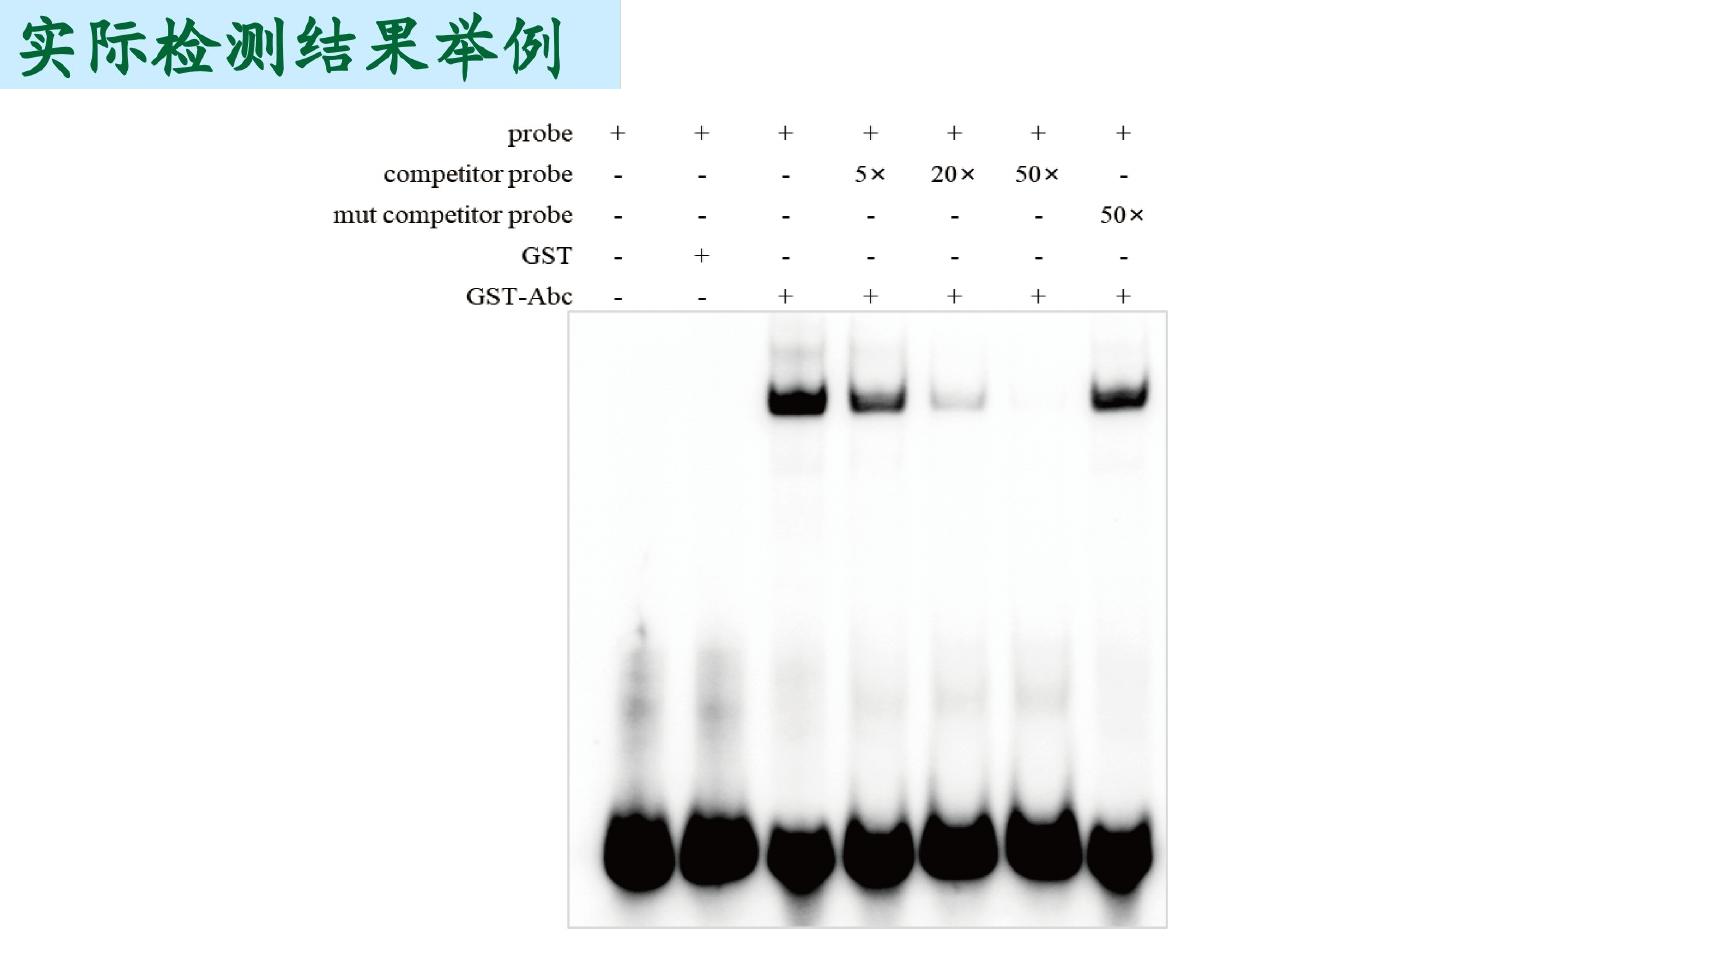 实际检测结果举例
probe + + + + + + +
competitor probe - - - 5× 20× 50× -
mut competitor probe - - - - - - 50×
GST - + - - - - -
GST-Abc - - + + + + +